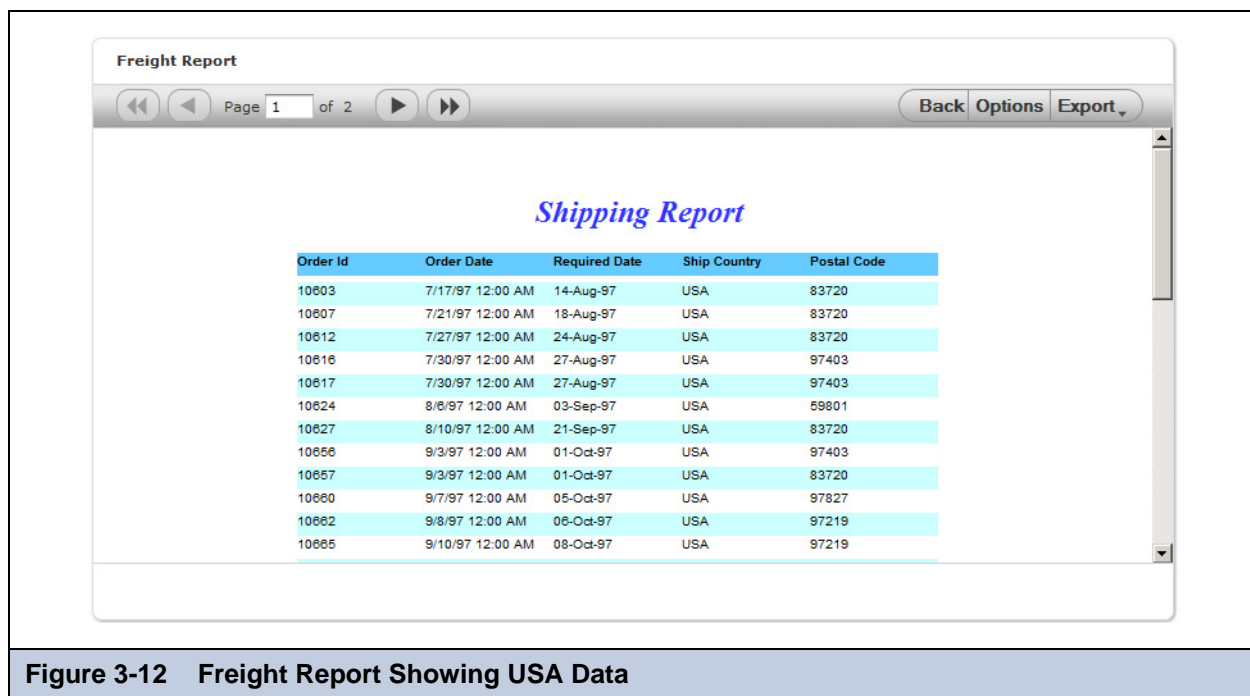 Freight Report
Page 1 of 2 Back Options Export
Shipping Report
Order Id Order Date Required Date Ship Country Postal Code
10603 7/17/97 12:00 AM 14-Aug-97 USA 83720
10607 7/21/97 12:00 AM 18-Aug-97 USA 83720
10612 7/27/97 12:00 AM 24-Aug-97 USA 83720
10616 7/30/97 12:00 AM 27-Aug-97 USA 97403
10617 7/30/97 12:00 AM 27-Aug-97 USA 97403
10624 8/6/97 12:00 AM 03-Sep-97 USA 59801
10627 8/10/97 12:00 AM 21-Sep-97 USA 83720
10656 9/3/97 12:00 AM 01-Oct-97 USA 97403
10657 9/3/97 12:00 AM 01-Oct-97 USA 83720
10660 9/7/97 12:00 AM 05-Oct-97 USA 97827
10662 9/8/97 12:00 AM 06-Oct-97 USA 97219
10665 9/10/97 12:00 AM 08-Oct-97 USA 97219
Figure 3-12 Freight Report Showing USA Data